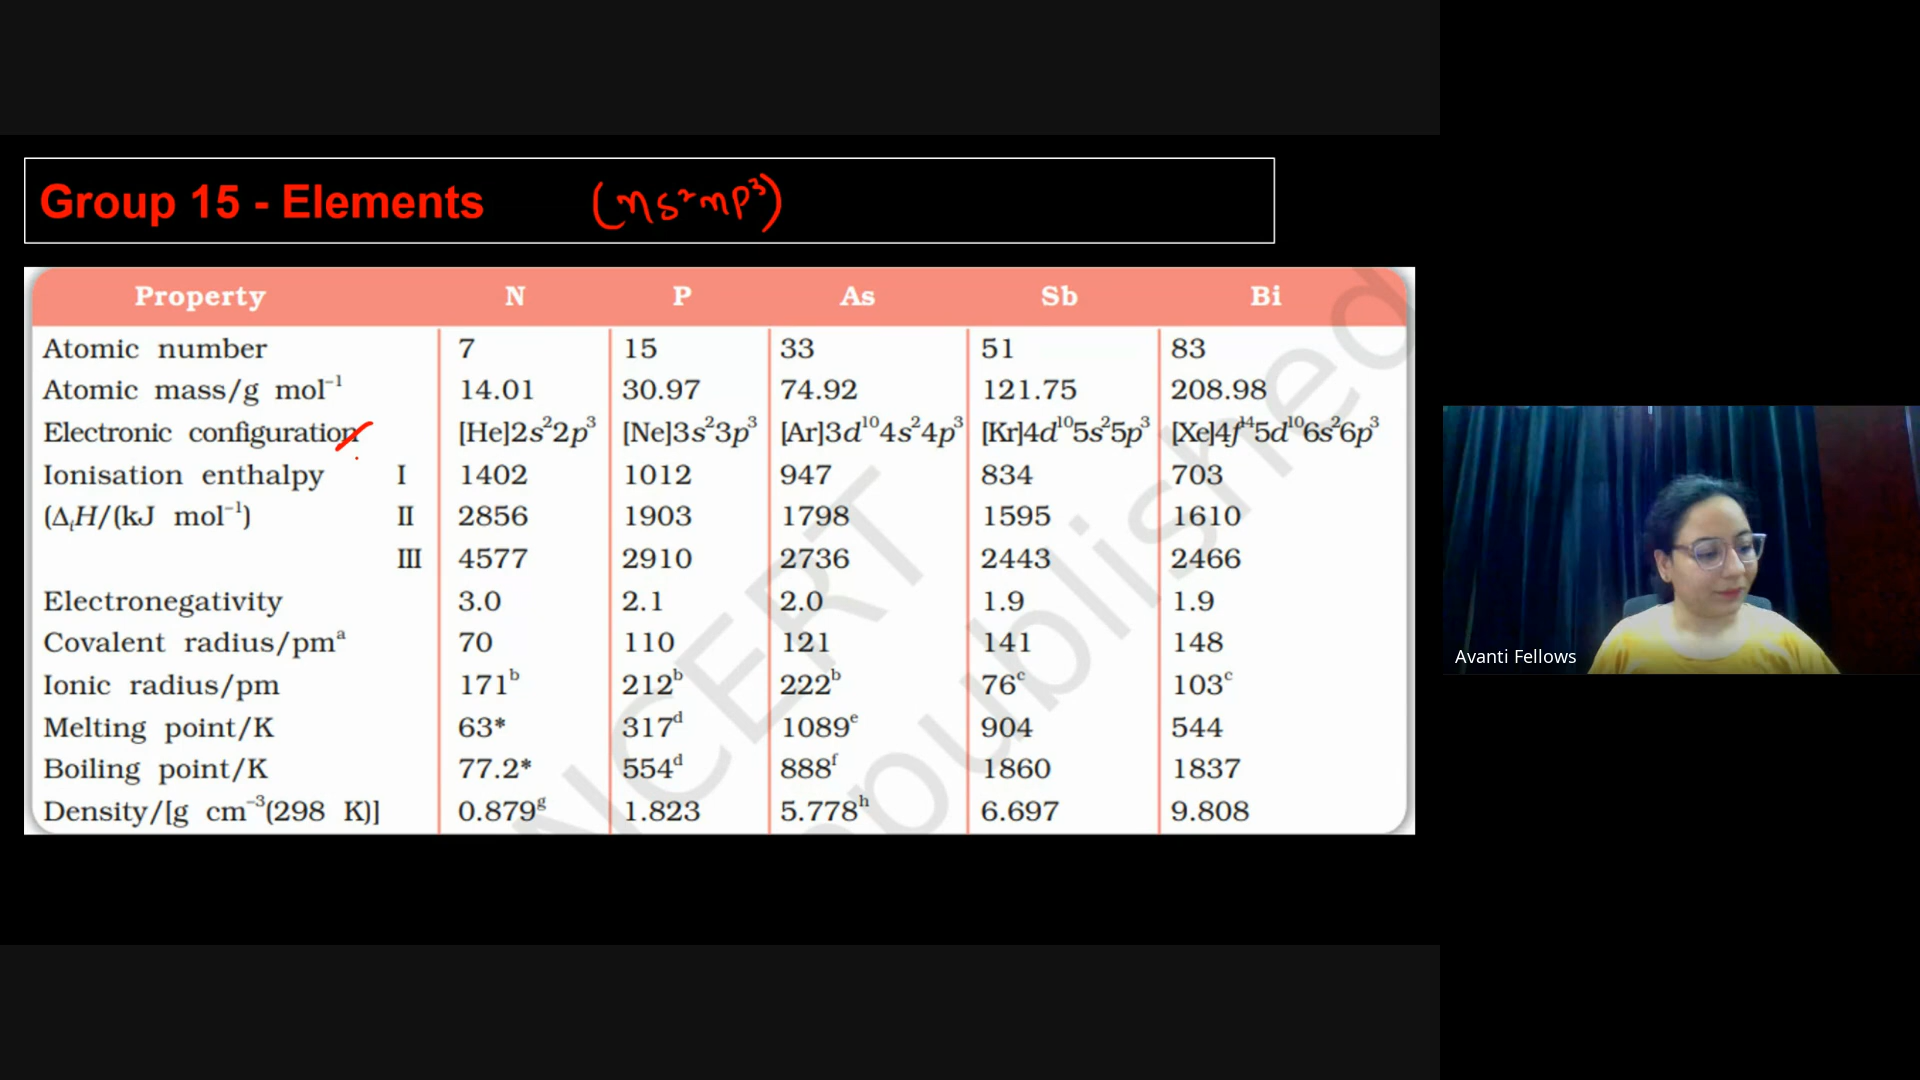 Group 15 - Elements (ns²np³)
Property N P As Sb Bi
Atomic number 7 15 33 51 83
Atomic mass/g mol⁻¹ 14.01 30.97 74.92 121.75 208.98
Electronic configuration [He]2s²2p³ [Ne]3s²3p³ [Ar]3d¹⁰4s²4p³ [Kr]4d¹⁰5s²5p³ [Xe]4f¹⁴5d¹⁰6s²6p³
Ionisation enthalpy I 1402 1012 947 834 703
(ΔᵢH/(kJ mol⁻¹) II 2856 1903 1798 1595 1610
III 4577 2910 2736 2443 2466
Electronegativity 3.0 2.1 2.0 1.9 1.9
Covalent radius/pmᵃ 70 110 121 141 148
Ionic radius/pm 171ᵇ 212ᵇ 222ᵇ 76ᶜ 103ᶜ
Melting point/K 63* 317ᵈ 1089ᵉ 904 544
Boiling point/K 77.2* 554ᵈ 888ᶠ 1860 1837
Density/[g cm⁻³(298 K)] 0.879ᵍ 1.823 5.778ʰ 6.697 9.808
NCERT
republished
Avanti Fellows